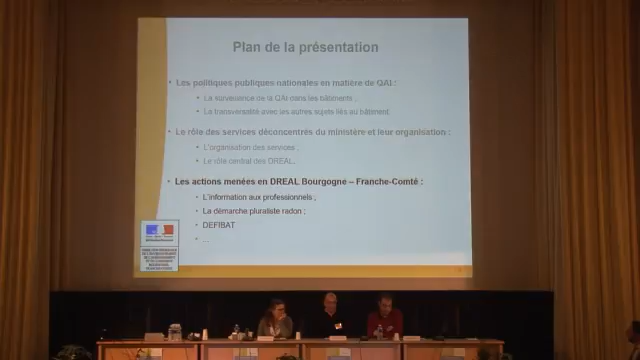 Plan de la présentation
• Les politiques publiques nationales en matière de QAI :
• La surveillance de la QAI dans les bâtiments ;
• La transversalité avec les autres sujets liés au bâtiment.
• Le rôle des services déconcentrés du ministère et leur organisation :
• L'organisation des services ;
• Le rôle central des DREAL.
• Les actions menées en DREAL Bourgogne – Franche-Comté :
• L'information aux professionnels ;
• La démarche pluraliste radon ;
• DEFIBAT
• ...